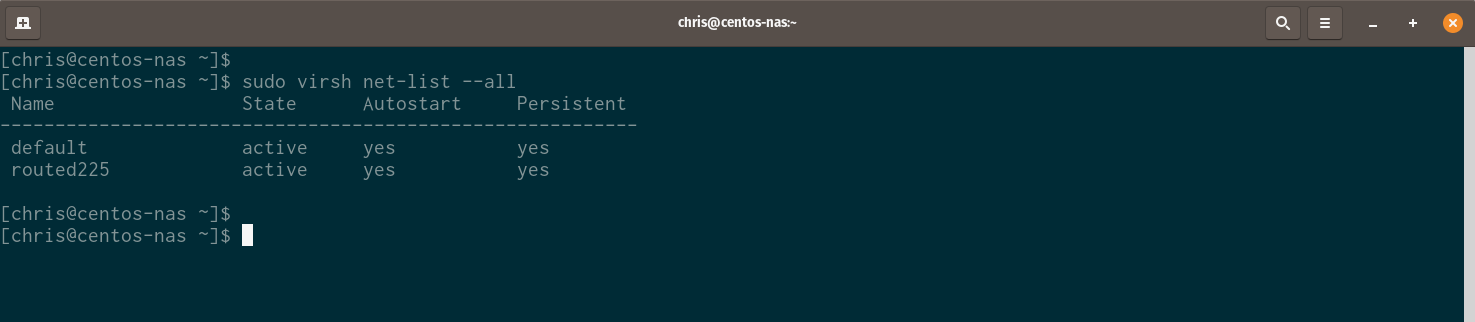 chris@centos-nas:~
[chris@centos-nas ~]$
[chris@centos-nas ~]$ sudo virsh net-list --all
 Name                 State      Autostart     Persistent
----------------------------------------------------------
 default              active     yes           yes
 routed225            active     yes           yes

[chris@centos-nas ~]$
[chris@centos-nas ~]$